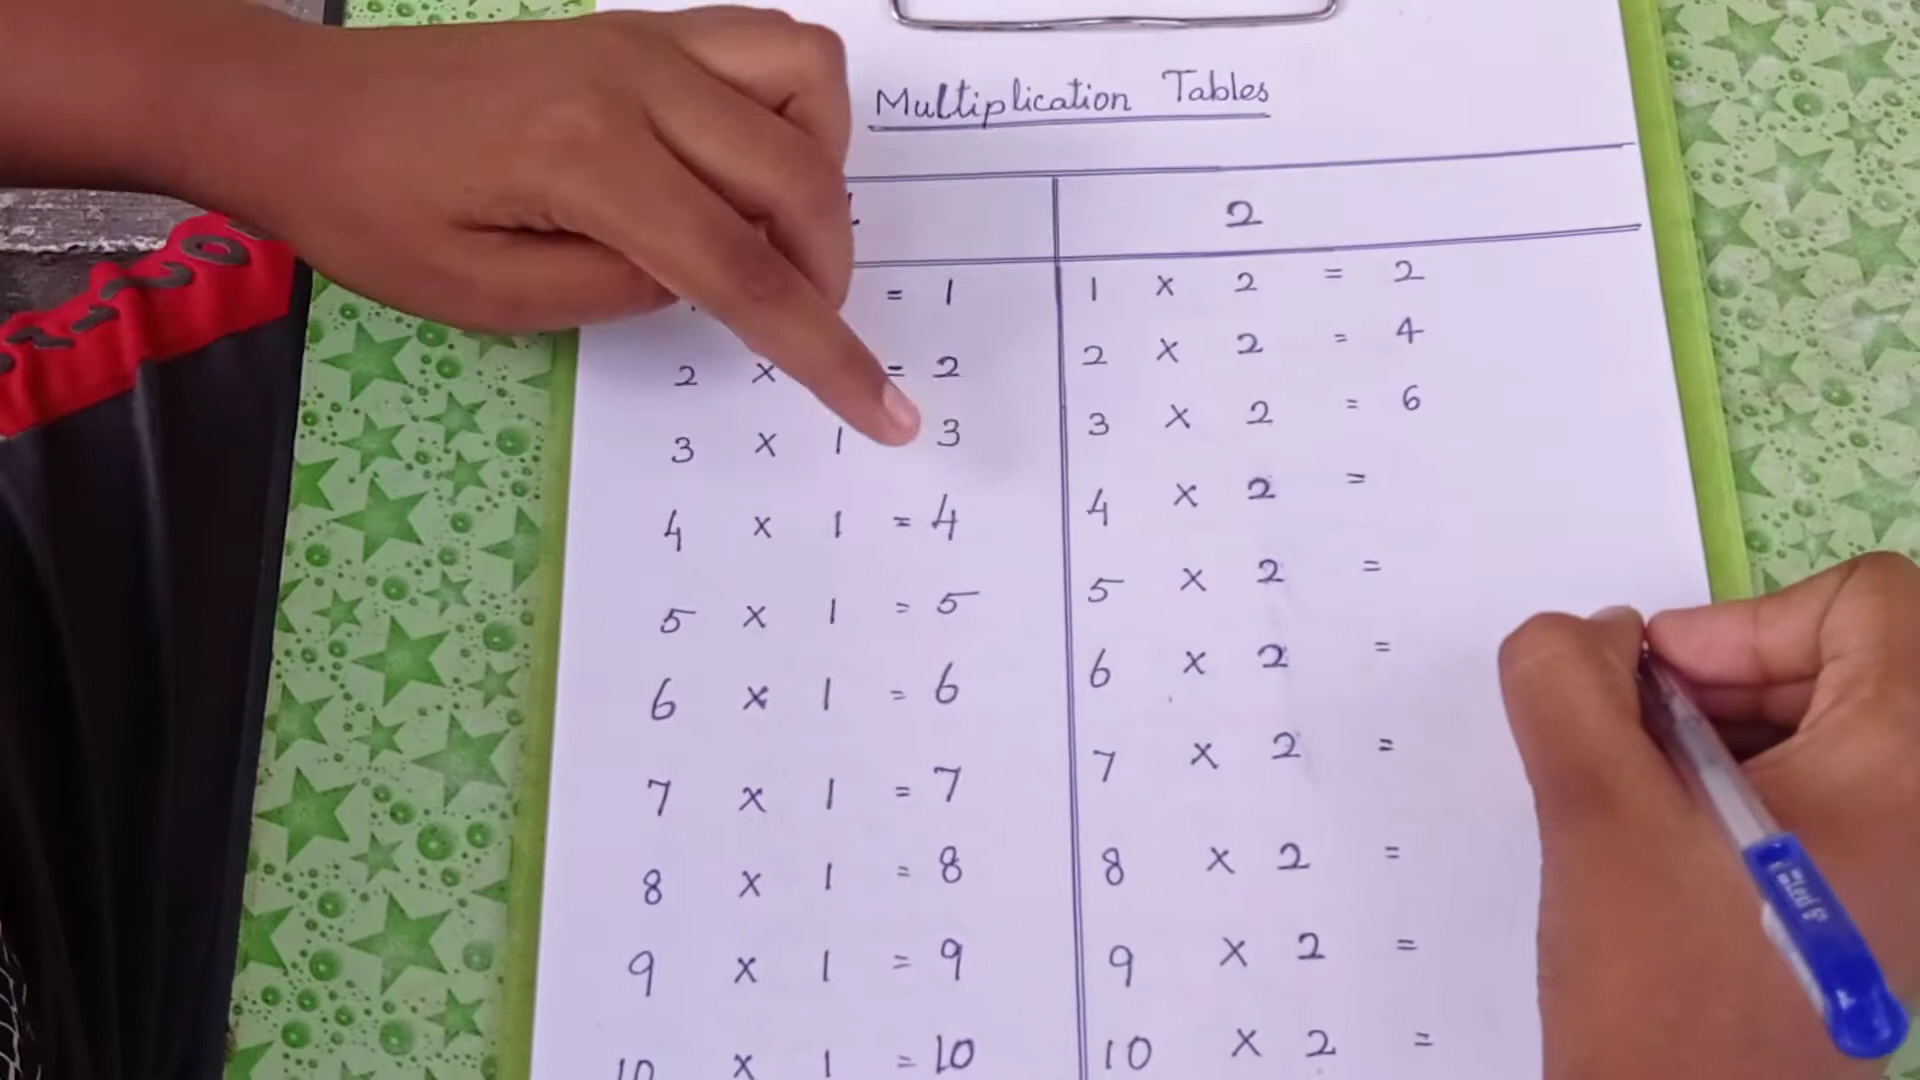 Multiplication Tables
2
= 1 1 x 2 = 2
2 x = 2 2 x 2 = 4
3 x 1 3 3 x 2 = 6
4 x 1 = 4 4 x 2 =
5 x 1 = 5 5 x 2 =
6 x 1 = 6 6 x 2 =
7 x 1 = 7 7 x 2 =
8 x 1 = 8 8 x 2 =
9 x 1 = 9 9 x 2 =
10 x 1 = 10 10 x 2 =